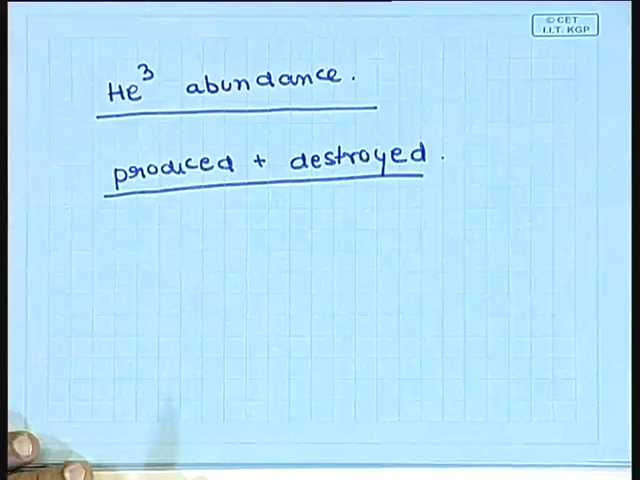 © CET
I.I.T. KGP
He³ abundance.
produced + destroyed.